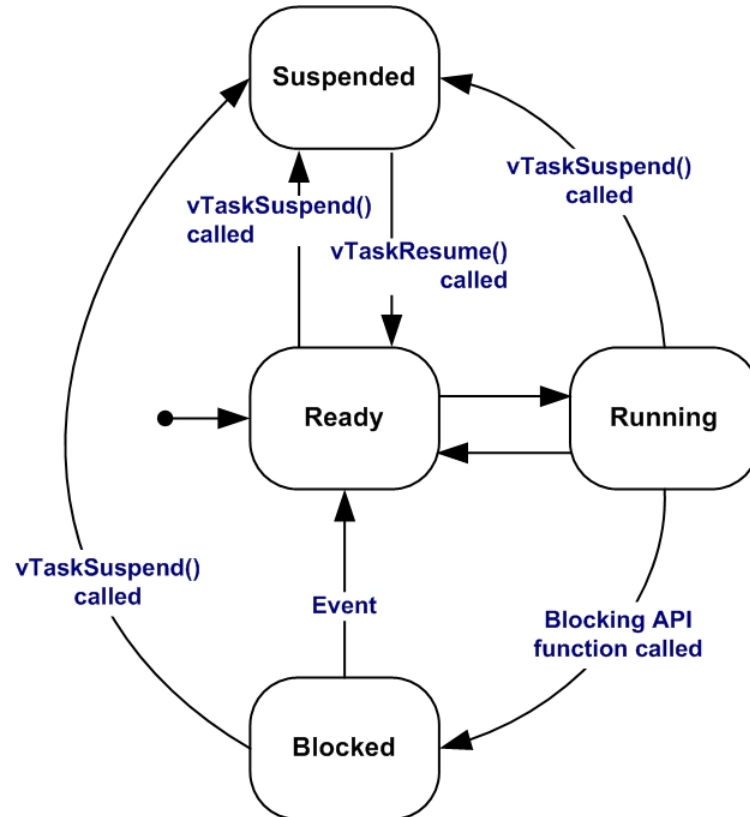 Suspended
vTaskSuspend()
called
vTaskSuspend()
called
vTaskResume()
called
Ready
Running
vTaskSuspend()
called
Event
Blocking API
function called
Blocked